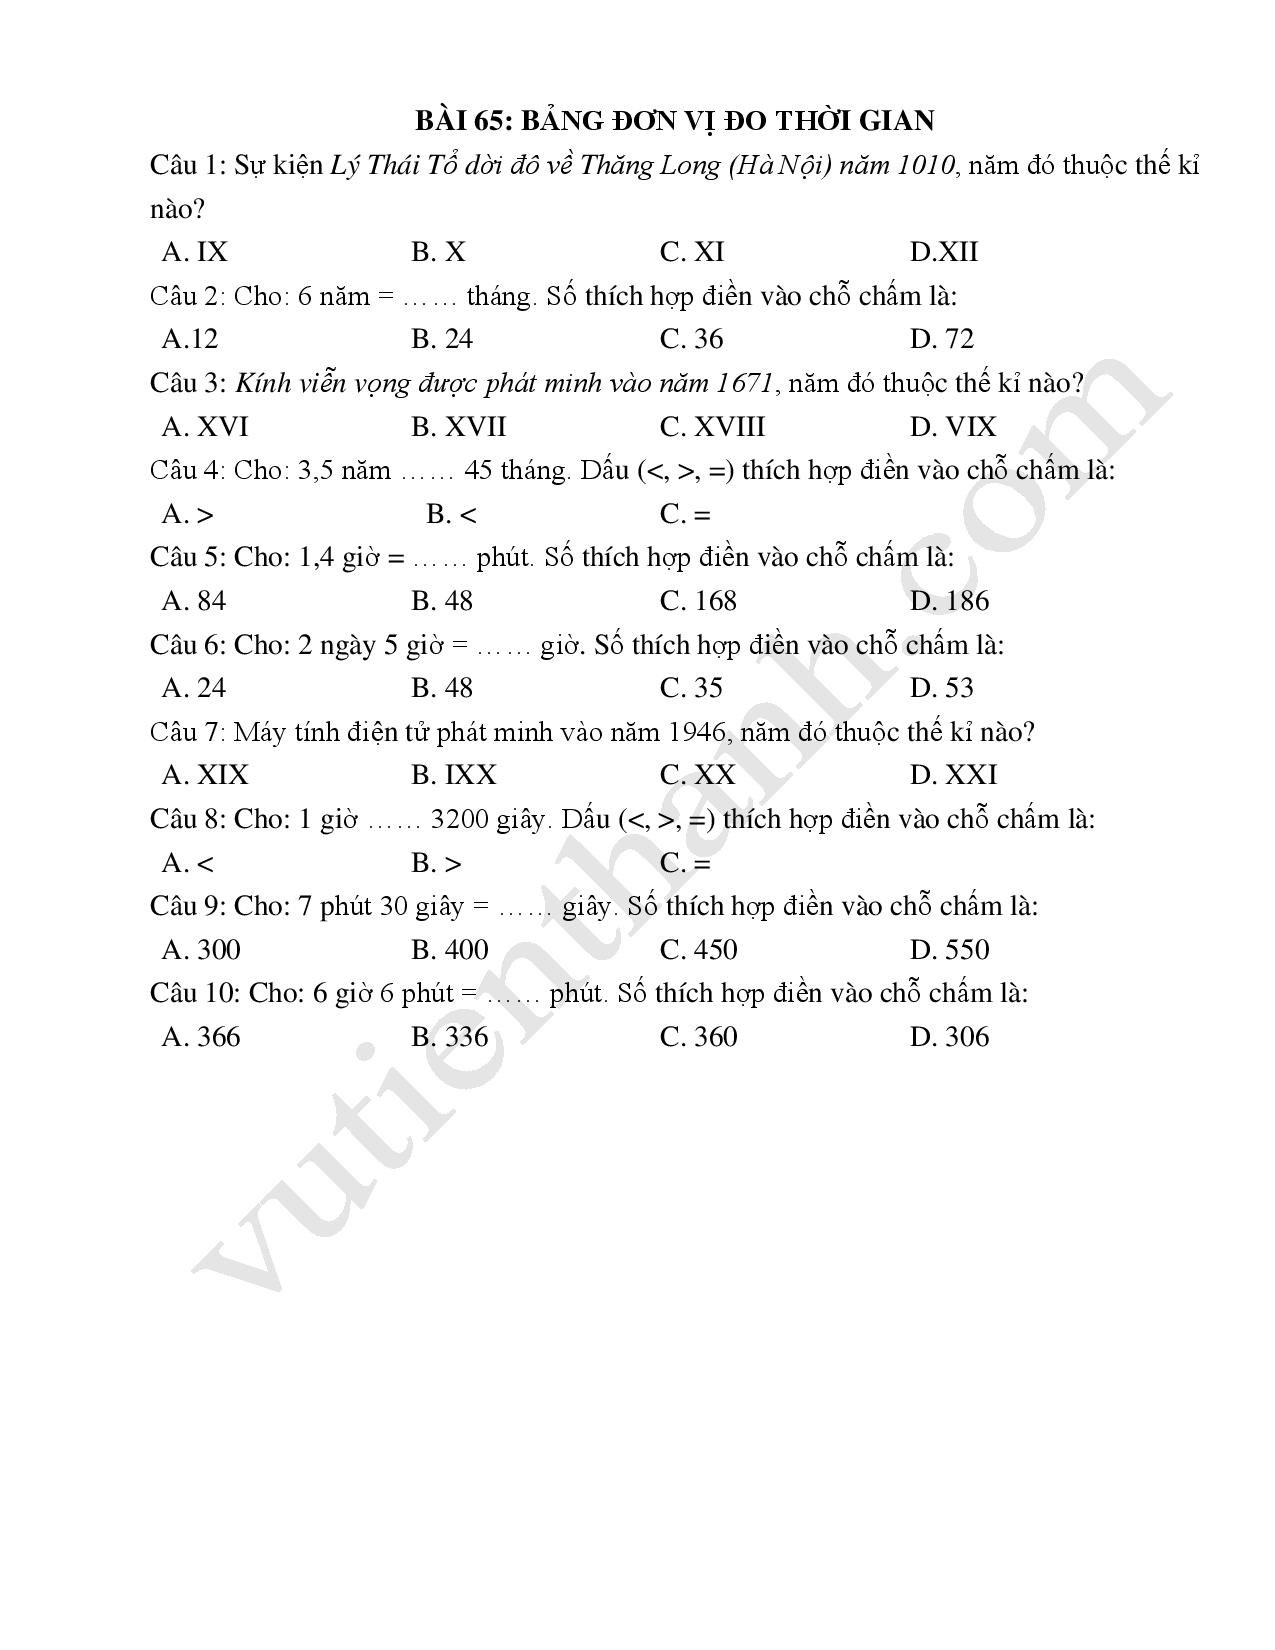 BÀI 65: BẢNG ĐƠN VỊ ĐO THỜI GIAN
Câu 1: Sự kiện Lý Thái Tổ dời đô về Thăng Long (Hà Nội) năm 1010, năm đó thuộc thế kỉ
nào?
A. IX B. X C. XI D.XII
Câu 2: Cho: 6 năm = …… tháng. Số thích hợp điền vào chỗ chấm là:
A.12 B. 24 C. 36 D. 72
Câu 3: Kính viễn vọng được phát minh vào năm 1671, năm đó thuộc thế kỉ nào?
A. XVI B. XVII C. XVIII D. VIX
Câu 4: Cho: 3,5 năm …… 45 tháng. Dấu (<, >, =) thích hợp điền vào chỗ chấm là:
A. > B. < C. =
Câu 5: Cho: 1,4 giờ = …… phút. Số thích hợp điền vào chỗ chấm là:
A. 84 B. 48 C. 168 D. 186
Câu 6: Cho: 2 ngày 5 giờ = …… giờ. Số thích hợp điền vào chỗ chấm là:
A. 24 B. 48 C. 35 D. 53
Câu 7: Máy tính điện tử phát minh vào năm 1946, năm đó thuộc thế kỉ nào?
A. XIX B. IXX C. XX D. XXI
Câu 8: Cho: 1 giờ …… 3200 giây. Dấu (<, >, =) thích hợp điền vào chỗ chấm là:
A. < B. > C. =
Câu 9: Cho: 7 phút 30 giây = …… giây. Số thích hợp điền vào chỗ chấm là:
A. 300 B. 400 C. 450 D. 550
Câu 10: Cho: 6 giờ 6 phút = …… phút. Số thích hợp điền vào chỗ chấm là:
A. 366 B. 336 C. 360 D. 306
vutienthanh.com